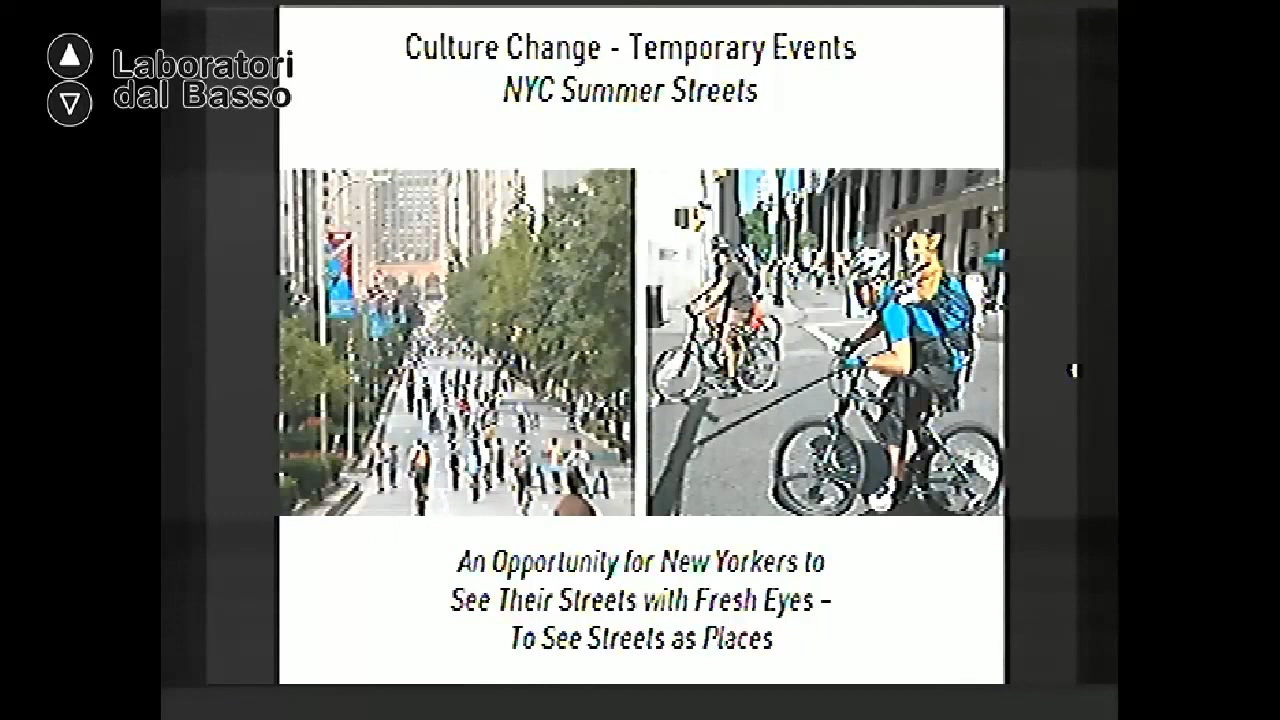 Laboratori
dal Basso
Culture Change - Temporary Events
NYC Summer Streets
An Opportunity for New Yorkers to
See Their Streets with Fresh Eyes –
To See Streets as Places